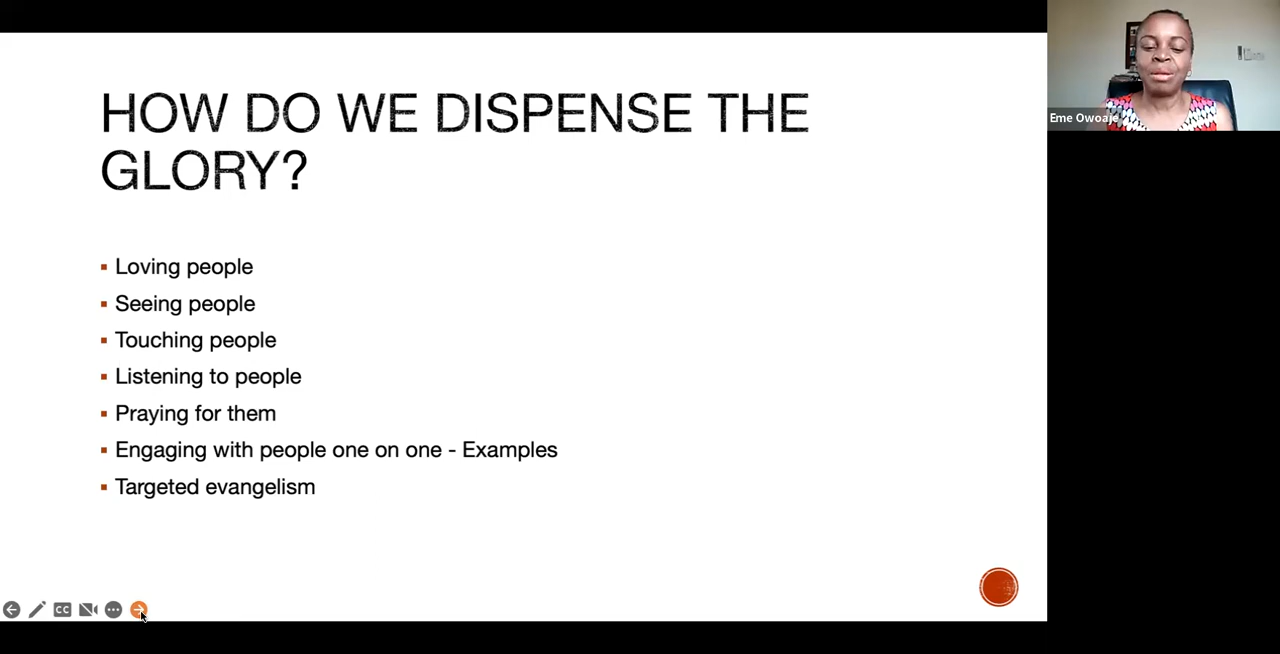 HOW DO WE DISPENSE THE
GLORY?
Loving people
Seeing people
Touching people
Listening to people
Praying for them
Engaging with people one on one - Examples
Targeted evangelism
Eme Owoaje
CC